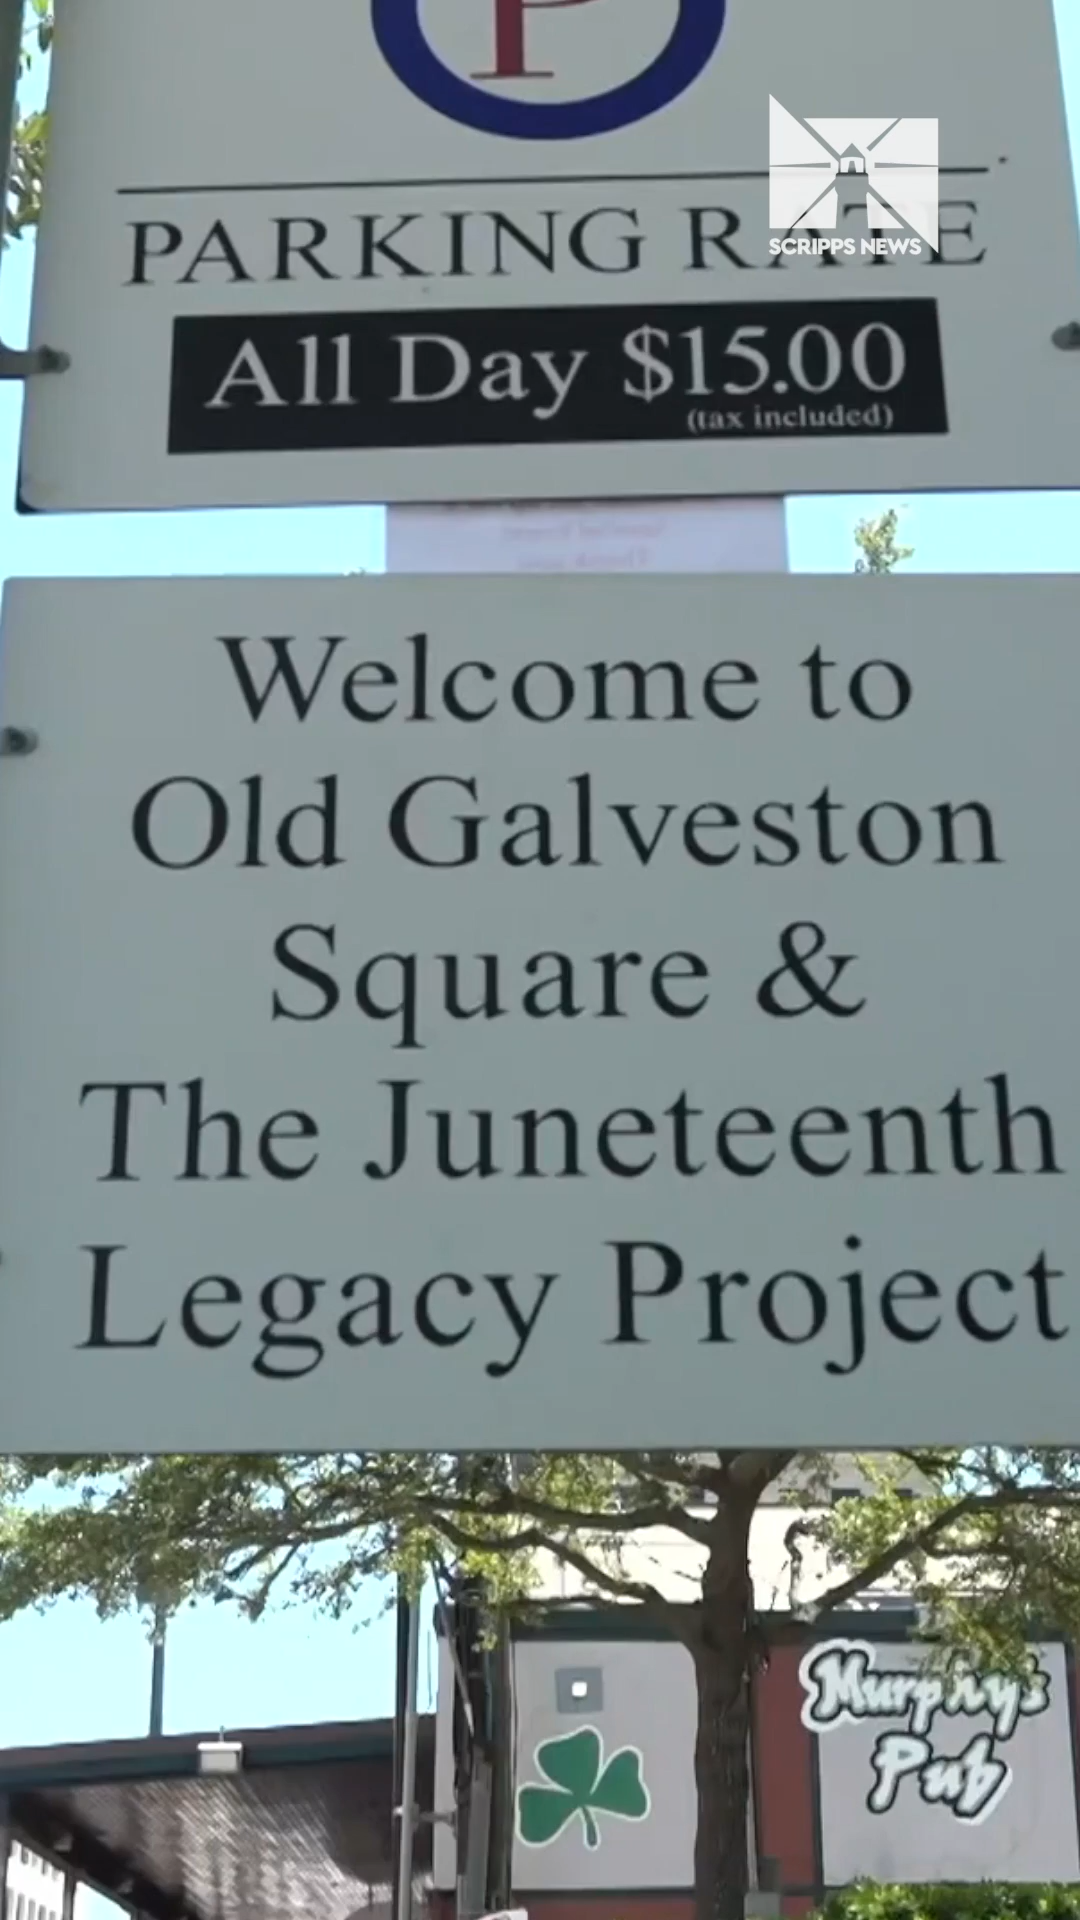 P
SCRIPPS NEWS
PARKING RATE
All Day $15.00
(tax included)
Welcome to
Old Galveston
Square &
The Juneteenth
Legacy Project
Murphy's
Pub